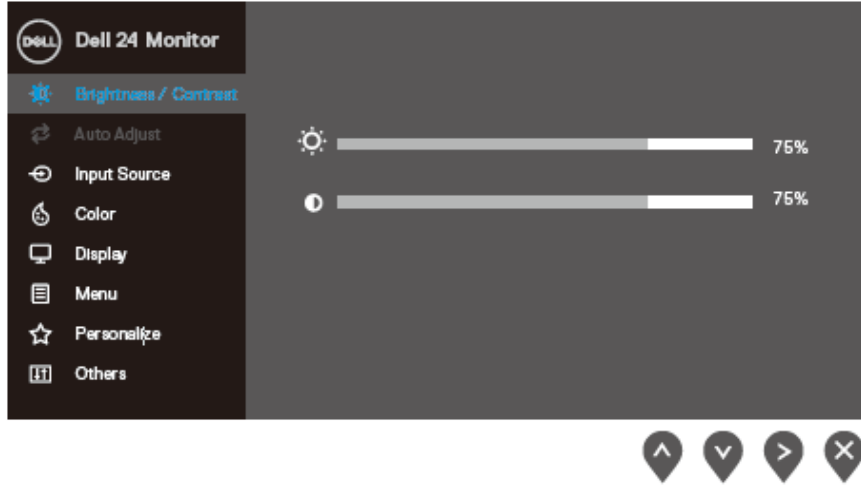 DELL Dell 24 Monitor
Brightness / Contrast
Auto Adjust
75%
Input Source
75%
Color
Display
Menu
Personalize
Others